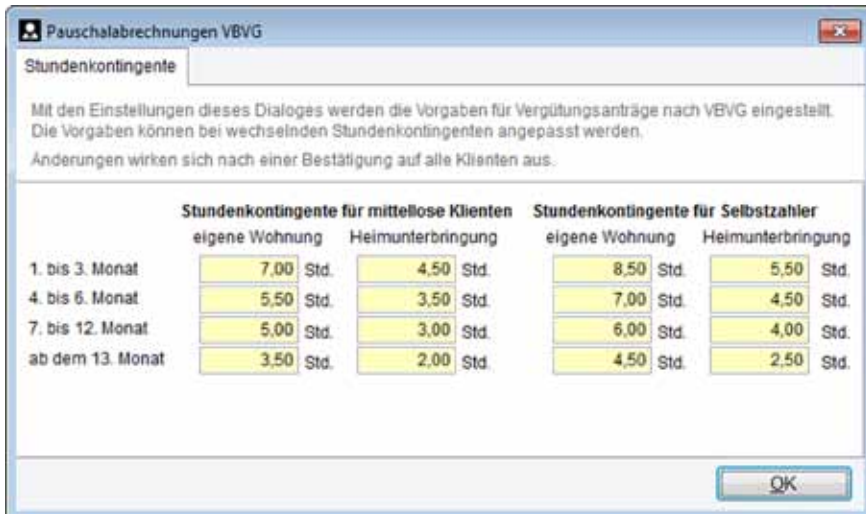 Pauschalabrechnungen VBVG
Stundenkontingente
Mit den Einstellungen dieses Dialoges werden die Vorgaben für Vergütungsanträge nach VBVG eingestellt.
Die Vorgaben können bei wechselnden Stundenkontingenten angepasst werden.
Änderungen wirken sich nach einer Bestätigung auf alle Klienten aus.
Stundenkontingente für mittellose Klienten Stundenkontingente für Selbstzahler
eigene Wohnung Heimunterbringung eigene Wohnung Heimunterbringung
1. bis 3. Monat 7,00 Std. 4,50 Std. 8,50 Std. 5,50 Std.
4. bis 6. Monat 5,50 Std. 3,50 Std. 7,00 Std. 4,50 Std.
7. bis 12. Monat 5,00 Std. 3,00 Std. 6,00 Std. 4,00 Std.
ab dem 13. Monat 3,50 Std. 2,00 Std. 4,50 Std. 2,50 Std.
OK